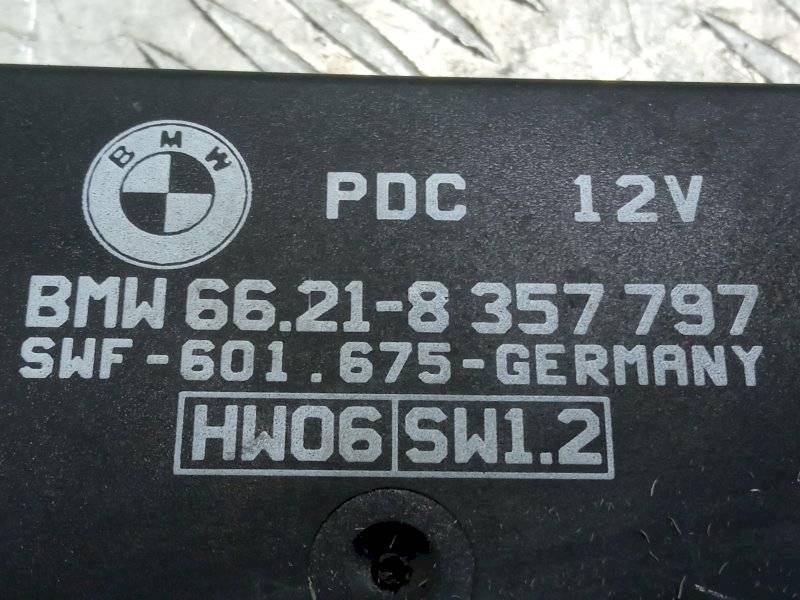 BMW
PDC 12V
BMW 66.21-8 357 797
SWF-601.675-GERMANY
HW06 SW1.2